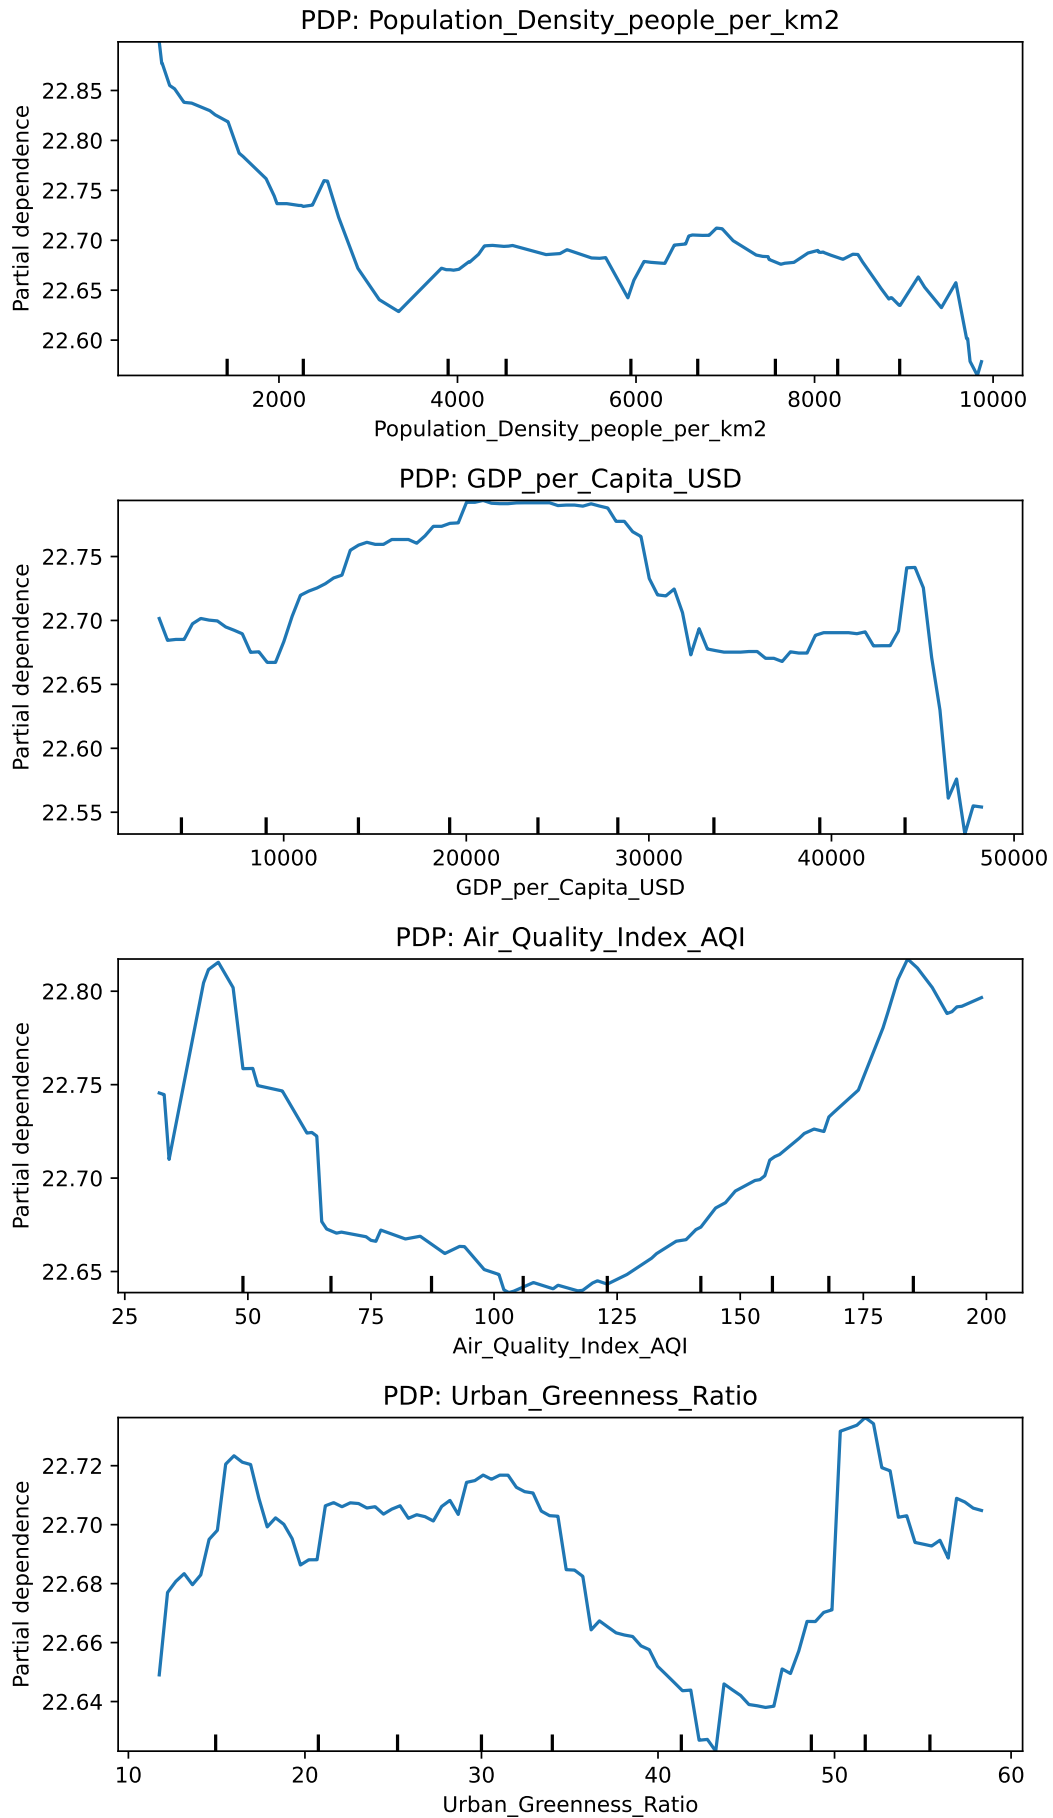 PDP: Population_Density_people_per_km2
Partial dependence
22.85
22.80
22.75
22.70
22.65
22.60
2000 4000 6000 8000 10000
Population_Density_people_per_km2
PDP: GDP_per_Capita_USD
Partial dependence
22.75
22.70
22.65
22.60
22.55
10000 20000 30000 40000 50000
GDP_per_Capita_USD
PDP: Air_Quality_Index_AQI
Partial dependence
22.80
22.75
22.70
22.65
25 50 75 100 125 150 175 200
Air_Quality_Index_AQI
PDP: Urban_Greenness_Ratio
Partial dependence
22.72
22.70
22.68
22.66
22.64
10 20 30 40 50 60
Urban_Greenness_Ratio